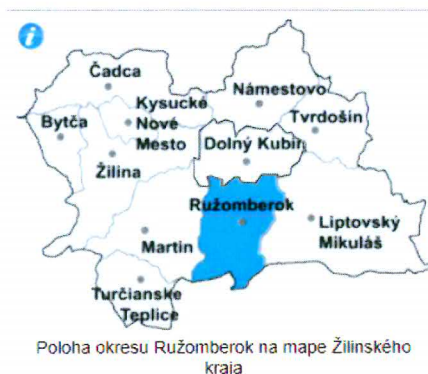 i
Čadca
Námestovo
Kysucké
Nové
Mesto
Bytča
Tvrdošín
Dolný Kubín
Žilina
Ružomberok
Liptovský
Mikuláš
Martin
Turčianske
Teplice
Poloha okresu Ružomberok na mape Žilinského
kraja